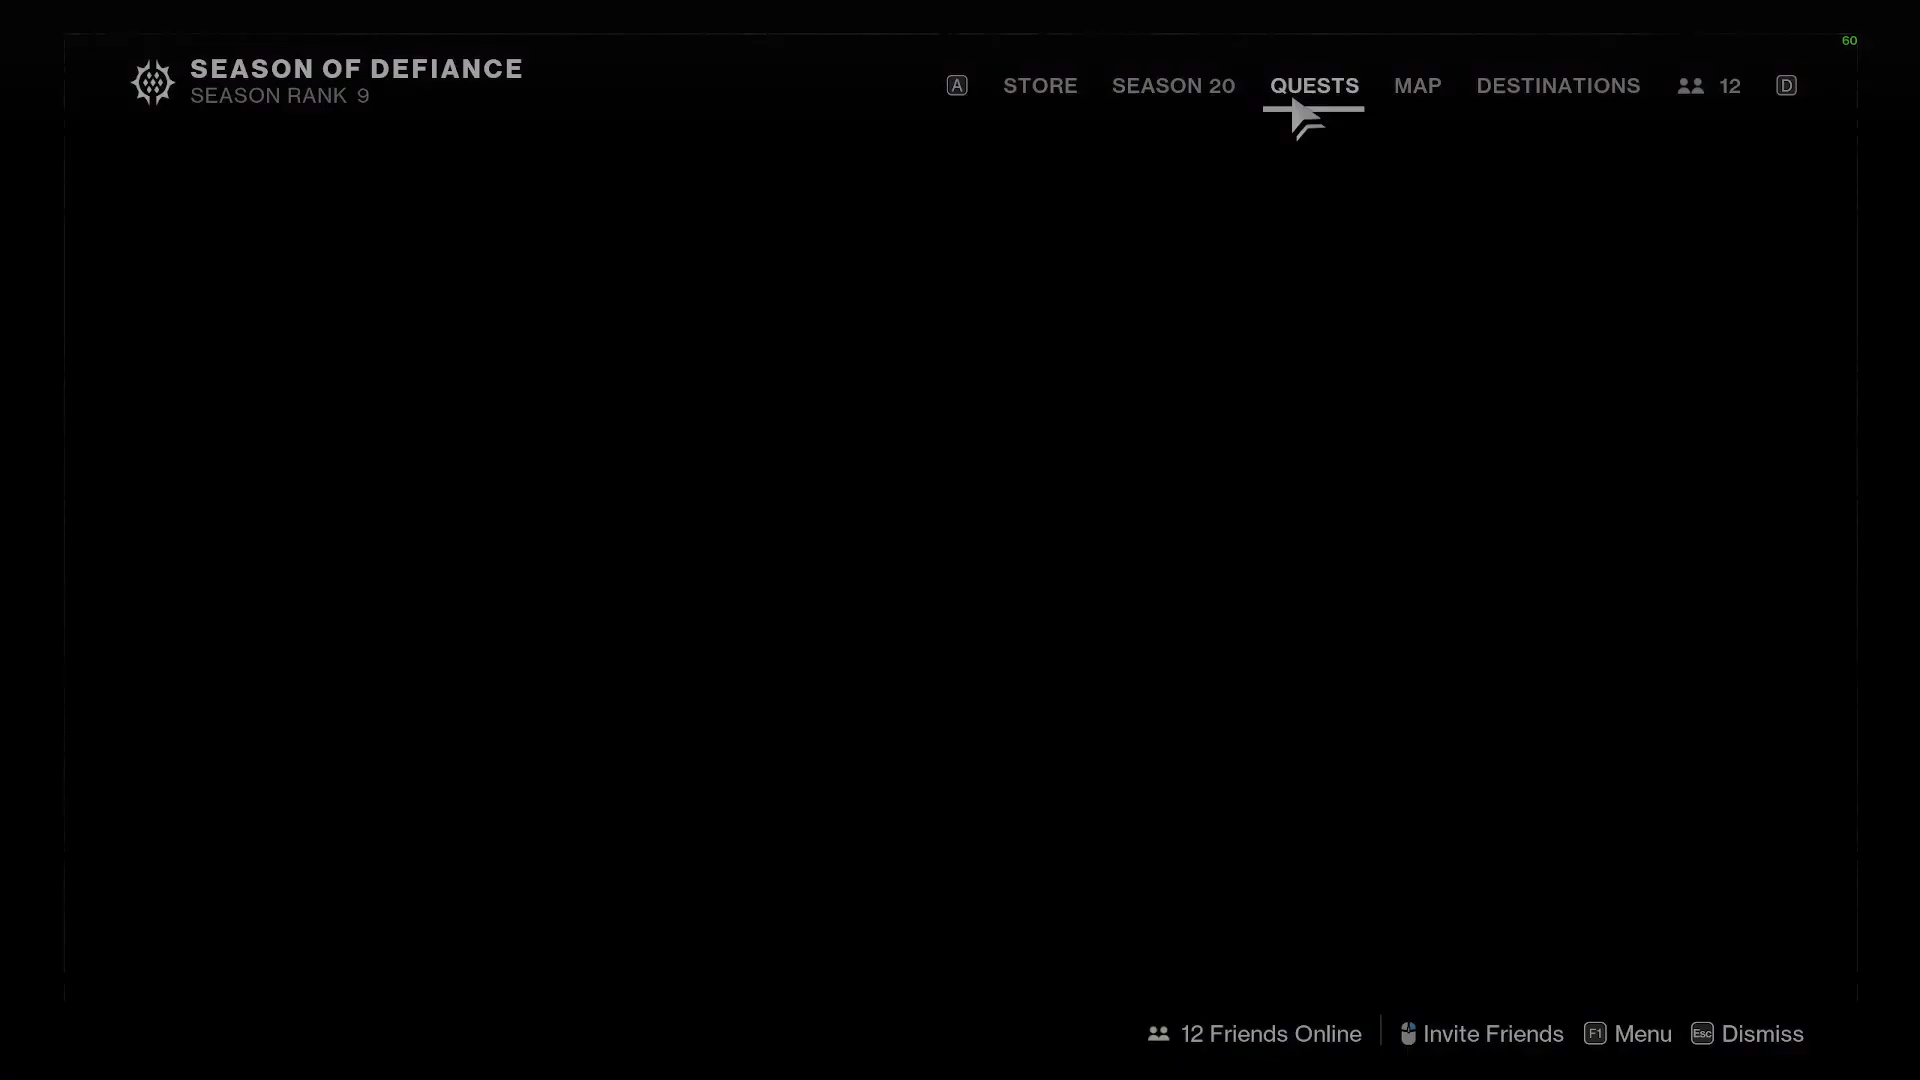 60
SEASON OF DEFIANCE
SEASON RANK 9
A STORE SEASON 20 QUESTS MAP DESTINATIONS 12 D
12 Friends Online Invite Friends F1 Menu Esc Dismiss